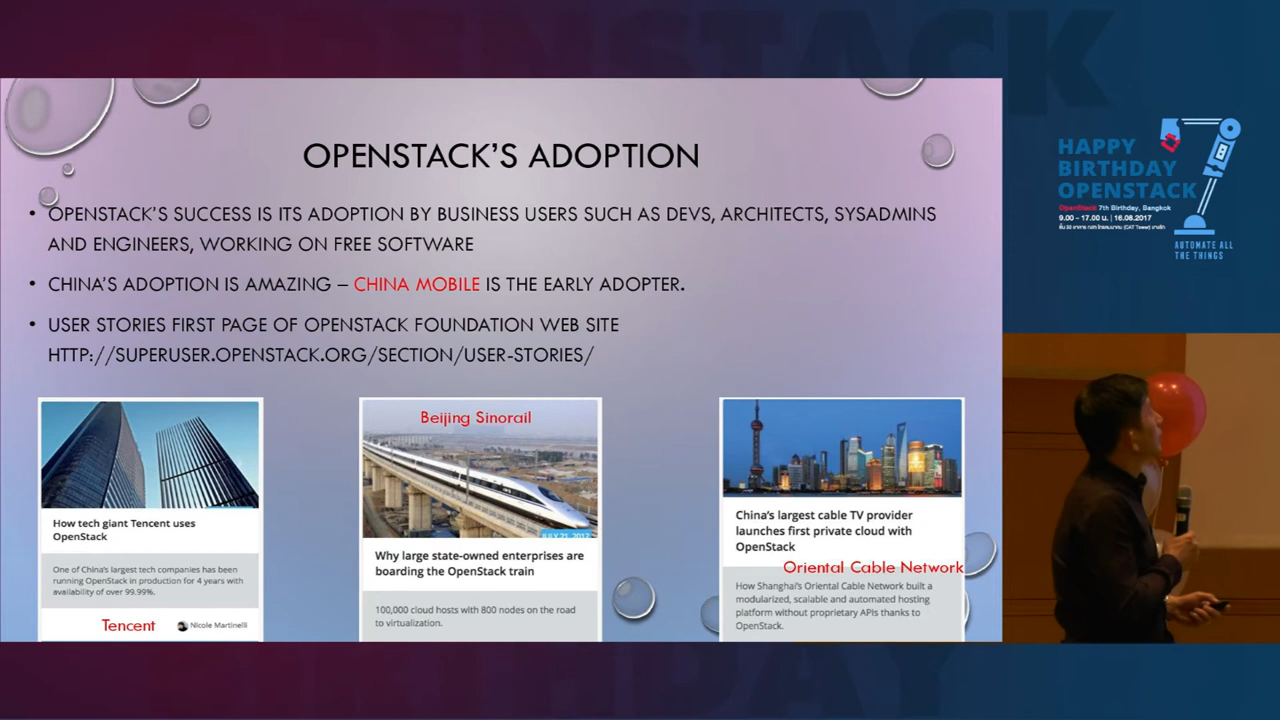 OPENSTACK'S ADOPTION
• OPENSTACK'S SUCCESS IS ITS ADOPTION BY BUSINESS USERS SUCH AS DEVS, ARCHITECTS, SYSADMINS
AND ENGINEERS, WORKING ON FREE SOFTWARE
• CHINA'S ADOPTION IS AMAZING – CHINA MOBILE IS THE EARLY ADOPTER.
• USER STORIES FIRST PAGE OF OPENSTACK FOUNDATION WEB SITE
HTTP://SUPERUSER.OPENSTACK.ORG/SECTION/USER-STORIES/
How tech giant Tencent uses
OpenStack
One of China's largest tech companies has been
running OpenStack in production for 4 years with
availability of over 99.99%.
Tencent
Nicole Martinelli
Beijing Sinorail
JULY 21, 2017
Why large state-owned enterprises are
boarding the OpenStack train
100,000 cloud hosts with 800 nodes on the road
to virtualization.
China's largest cable TV provider
launches first private cloud with
OpenStack
Oriental Cable Network
How Shanghai's Oriental Cable Network built a
modularized, scalable and automated hosting
platform without proprietary APIs thanks to
OpenStack.
HAPPY
BIRTHDAY
OPENSTACK
OpenStack 7th Birthday, Bangkok
9.00 - 17.00 น. | 16.08.2017
AUTOMATE ALL
THE THINGS